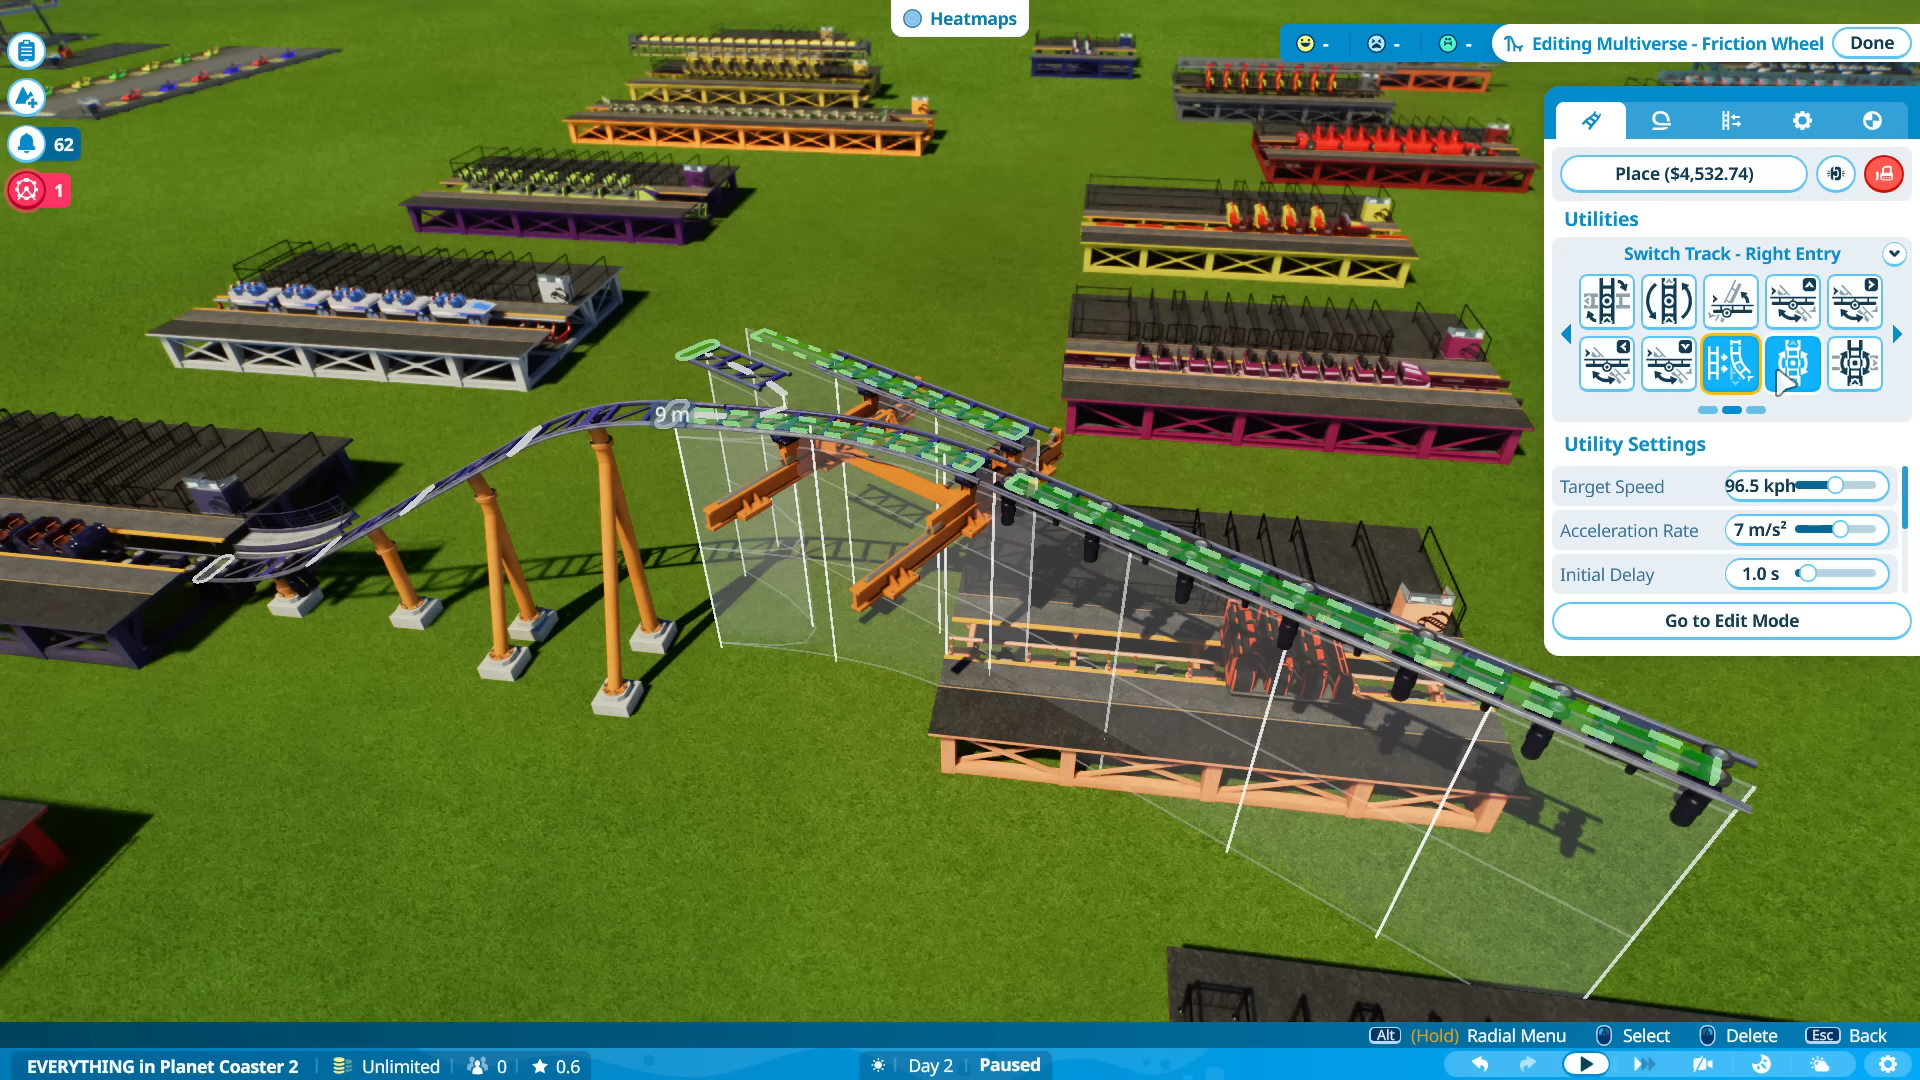 Heatmaps
- - -
Editing Multiverse - Friction Wheel
Done
62
1
Place ($4,532.74)
Utilities
Switch Track - Right Entry
Utility Settings
Target Speed 96.5 kph
Acceleration Rate 7 m/s²
Initial Delay 1.0 s
Go to Edit Mode
9 m
Alt (Hold) Radial Menu Select Delete Esc Back
EVERYTHING in Planet Coaster 2 Unlimited 0 0.6 Day 2 Paused